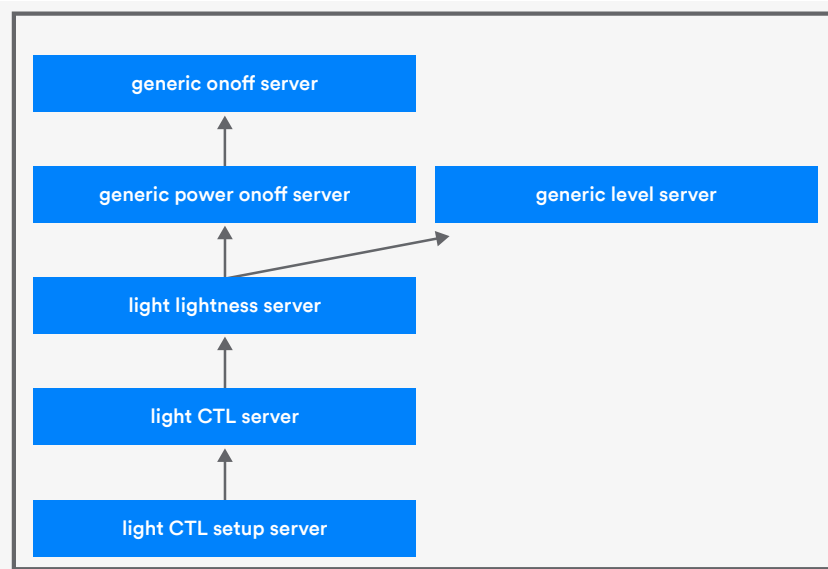 generic onoff server
generic power onoff server
generic level server
light lightness server
light CTL server
light CTL setup server